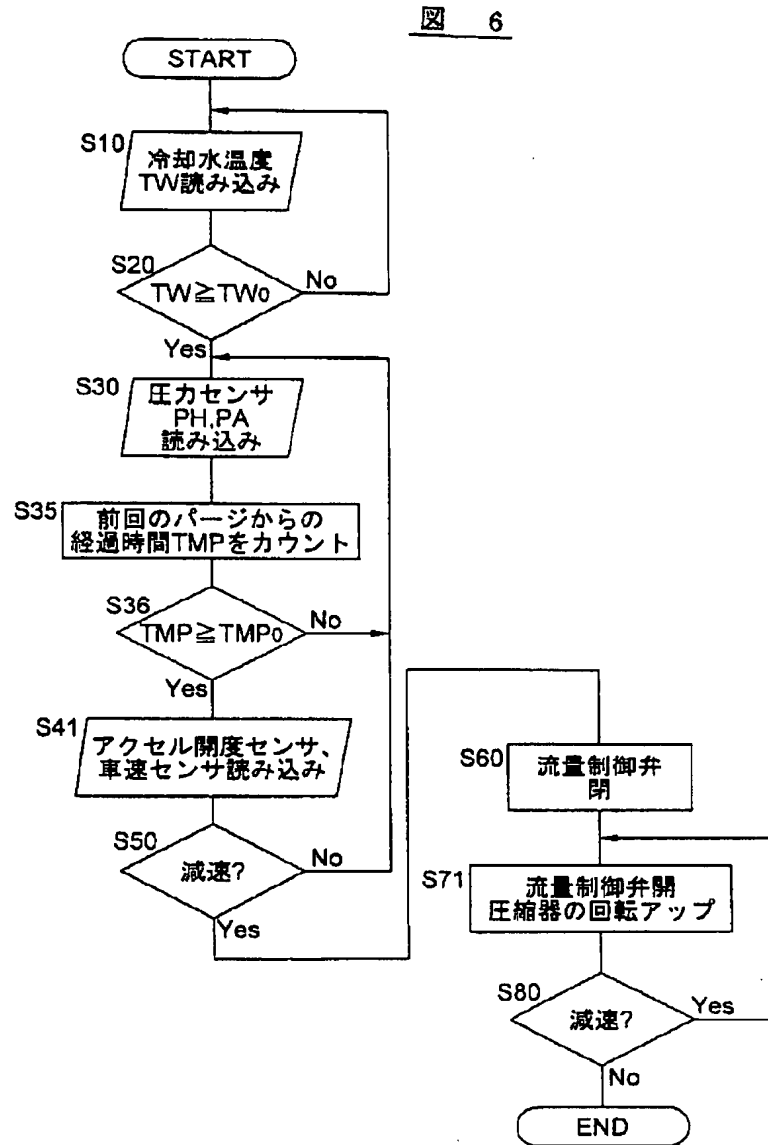 図 6
START
S10
冷却水温度
TW読み込み
S20
TW≧TW0
No
Yes
S30
圧力センサ
PH,PA
読み込み
S35
前回のパージからの
経過時間TMPをカウント
S36
TMP≧TMP0
No
Yes
S41
アクセル開度センサ、
車速センサ読み込み
S50
減速?
No
Yes
S60
流量制御弁
閉
S71
流量制御弁開
圧縮器の回転アップ
S80
減速?
Yes
No
END